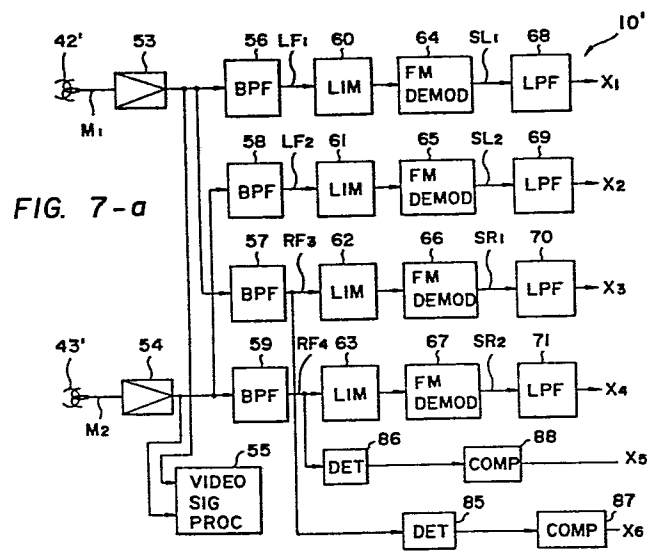 42' 53 56 LF1 60 64 SL1 68 10'
BPF LIM FM DEMOD LPF X1
M1
58 LF2 61 65 SL2 69
BPF LIM FM DEMOD LPF X2
FIG. 7-a
57 RF3 62 66 SR1 70
BPF LIM FM DEMOD LPF X3
43' 54 59 RF4 63 67 SR2 71
BPF LIM FM DEMOD LPF X4
M2
55 86 88
VIDEO SIG PROC DET COMP X5
85 87
DET COMP X6